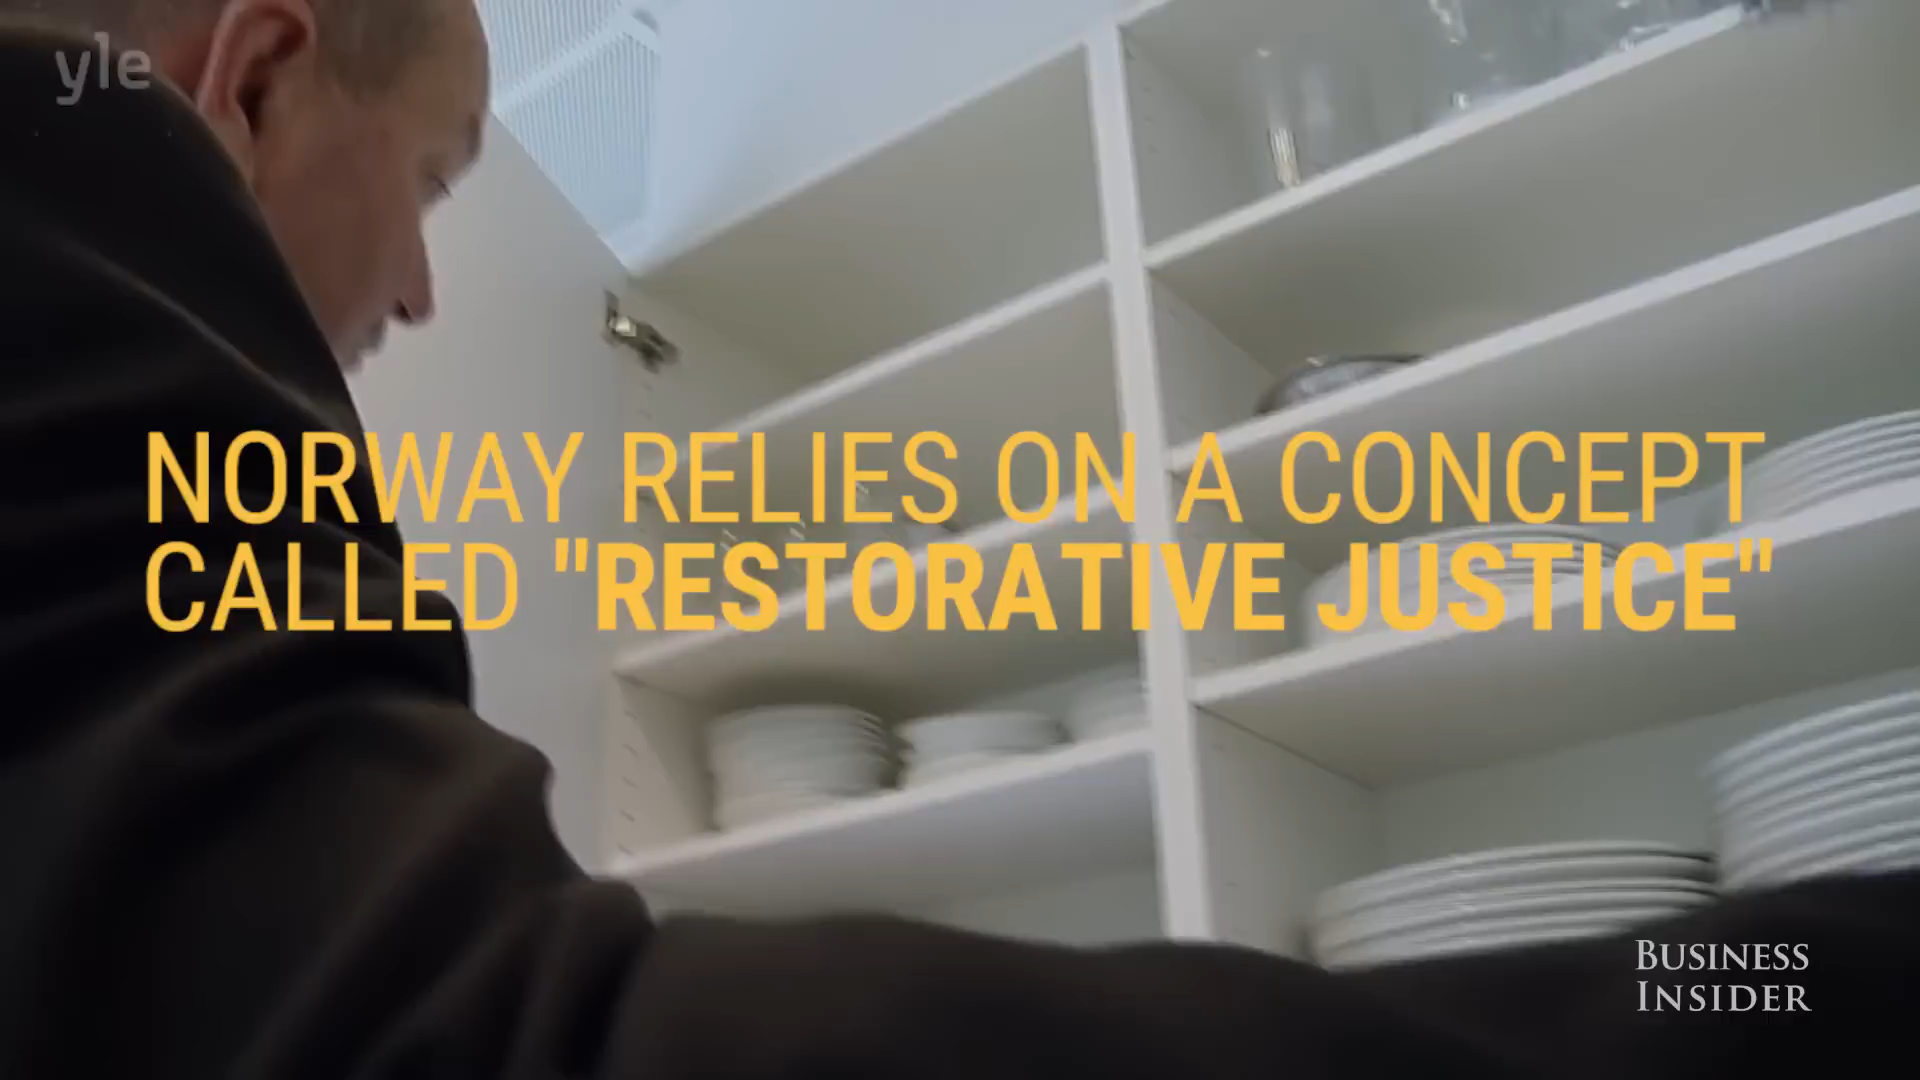 yle
NORWAY RELIES ON A CONCEPT
CALLED "RESTORATIVE JUSTICE"
BUSINESS
INSIDER